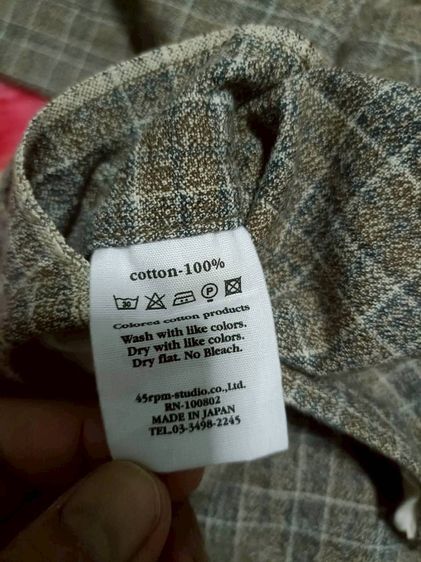 cotton-100%
30 P
Colored cotton products
Wash with like colors.
Dry with like colors.
Dry flat. No Bleach.
45rpm-studio.co.,Ltd.
RN-100802
MADE IN JAPAN
TEL.03-3498-2245